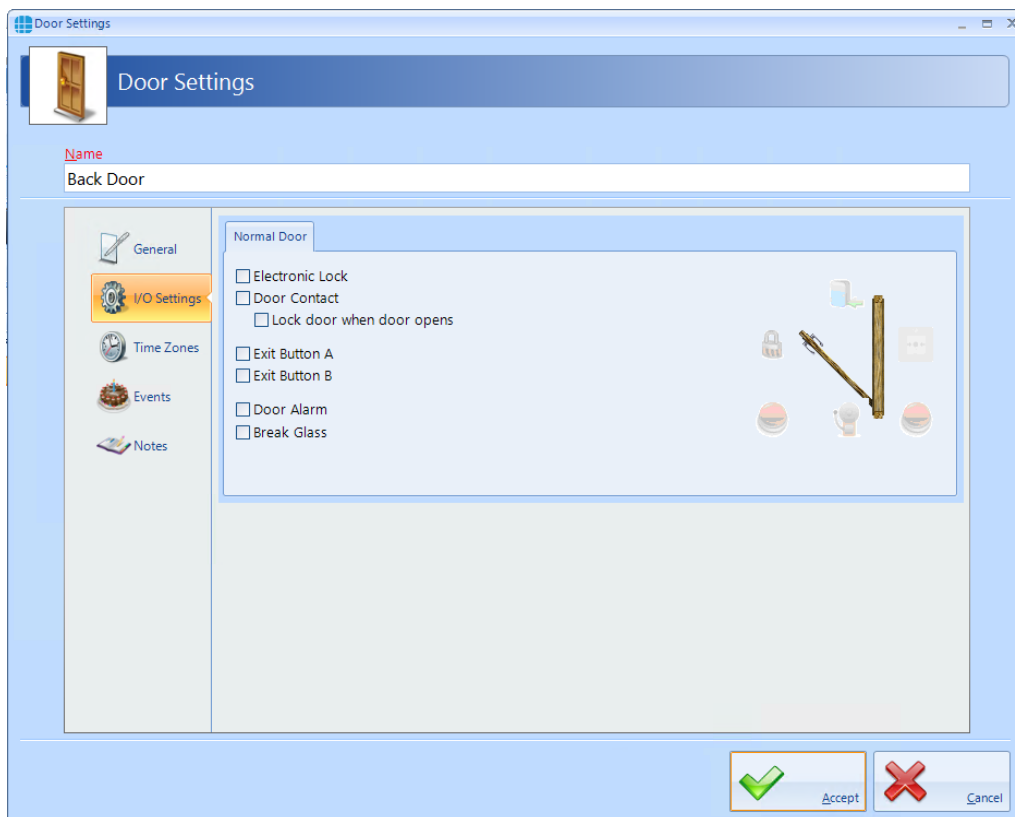 Door Settings
Door Settings
Name
Back Door
General
I/O Settings
Time Zones
Events
Notes
Normal Door
Electronic Lock
Door Contact
Lock door when door opens
Exit Button A
Exit Button B
Door Alarm
Break Glass
Accept
Cancel